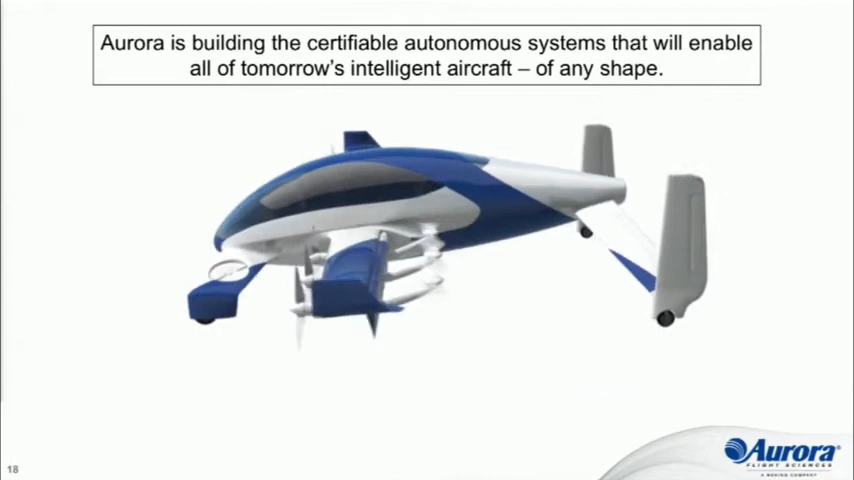 Aurora is building the certifiable autonomous systems that will enable
all of tomorrow's intelligent aircraft – of any shape.
18
Aurora®
FLIGHT SCIENCES
A BOEING COMPANY